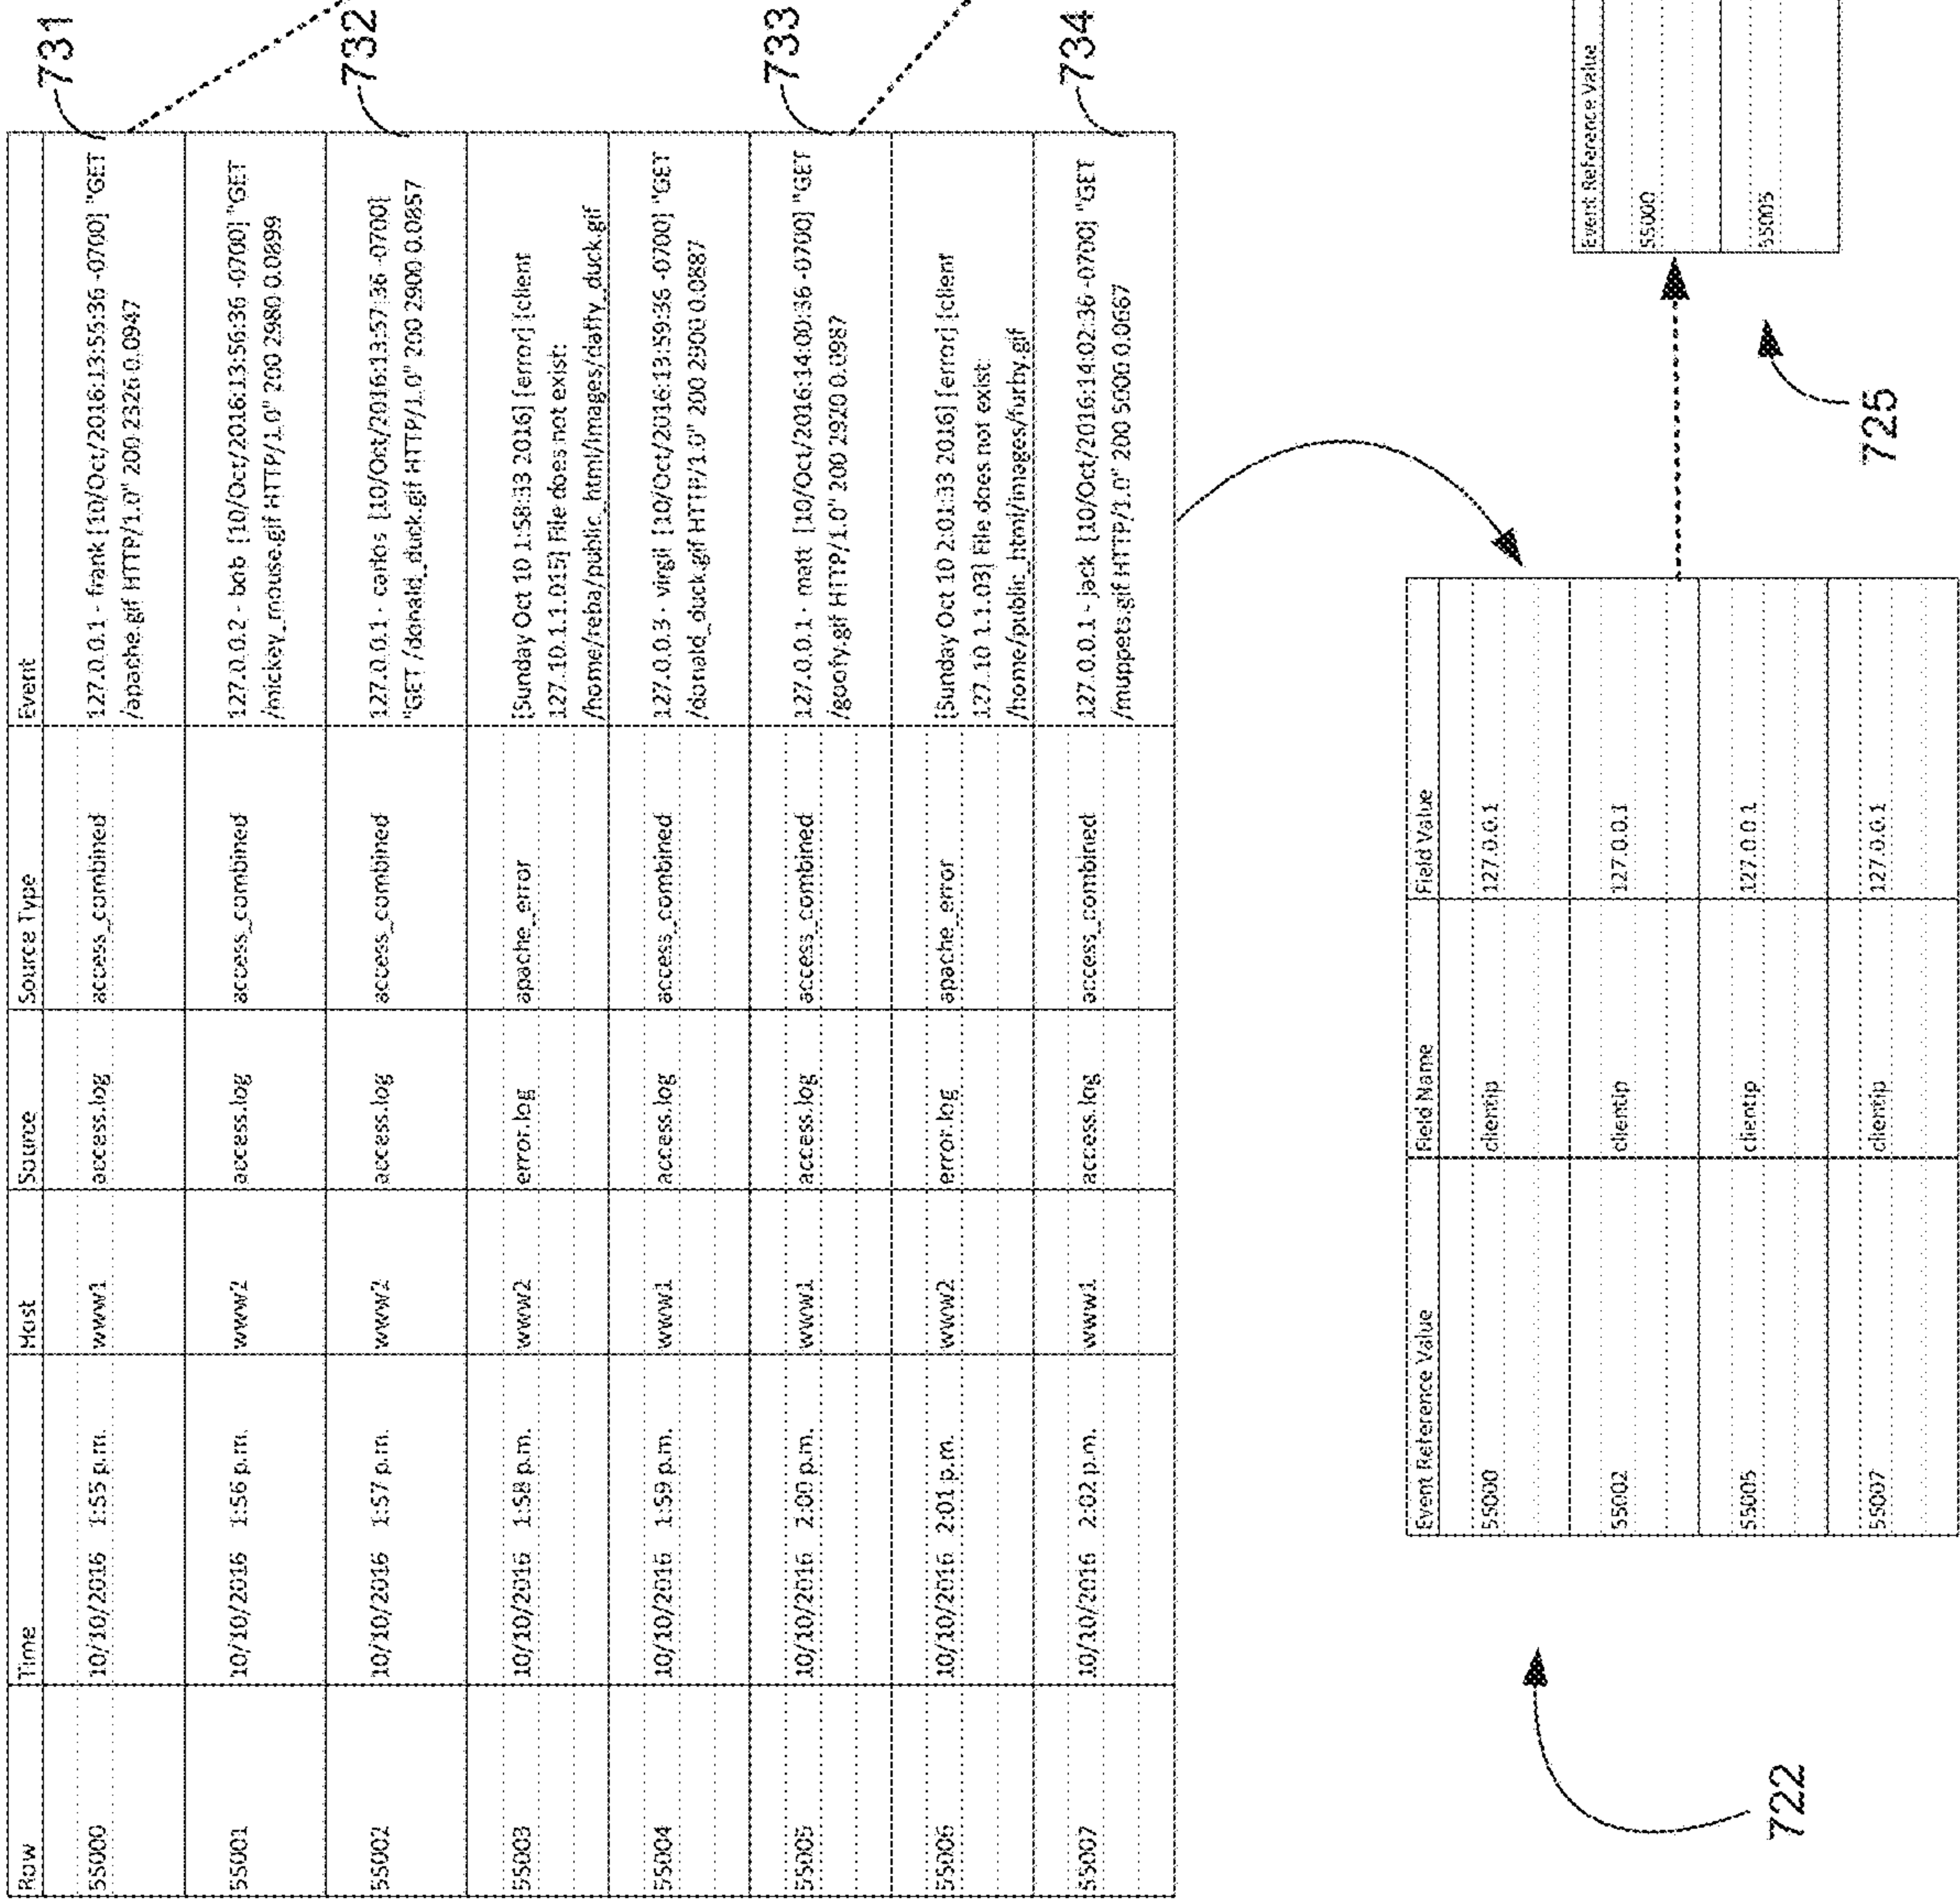 Row Time Host Source Source Type Event
55000 10/10/2016 1:55 p.m. www1 access.log access_combined 127.0.0.1 - frank [10/Oct/2016:13:55:36 -0700] "GET
/apache.gif HTTP/1.0" 200 2326 0.0947
731
55001 10/10/2016 1:56 p.m. www2 access.log access_combined 127.0.0.2 - bob [10/Oct/2016:13:56:36 -0700] "GET
/mickey_mouse.gif HTTP/1.0" 200 2980 0.0899
55002 10/10/2016 1:57 p.m. www2 access.log access_combined 127.0.0.1 - carlos [10/Oct/2016:13:57:36 -0700]
"GET /donald_duck.gif HTTP/1.0" 200 2900 0.0857
732
55003 10/10/2016 1:58 p.m. www2 error.log apache_error [Sunday Oct 10 1:58:33 2016] [error] [client
127.10.1.1.015] File does not exist:
/home/reba/public_html/images/daffy_duck.gif
55004 10/10/2016 1:59 p.m. www1 access.log access_combined 127.0.0.3 - virgil [10/Oct/2016:13:59:36 -0700] "GET
/donald_duck.gif HTTP/1.0" 200 2900 0.0887
55005 10/10/2016 2:00 p.m. www1 access.log access_combined 127.0.0.1 - matt [10/Oct/2016:14:00:36 -0700] "GET
/goofy.gif HTTP/1.0" 200 2920 0.0987
733
55006 10/10/2016 2:01 p.m. www2 error.log apache_error [Sunday Oct 10 2:01:33 2016] [error] [client
127.10.1.1.03] File does not exist:
/home/public_html/images/furby.gif
55007 10/10/2016 2:02 p.m. www1 access.log access_combined 127.0.0.1 - jack [10/Oct/2016:14:02:36 -0700] "GET
/muppets.gif HTTP/1.0" 200 5000 0.0667
734
Event Reference Value Field Name Field Value
55000 clientip 127.0.0.1
55002 clientip 127.0.0.1
55005 clientip 127.0.0.1
55007 clientip 127.0.0.1
722
Event Reference Value
55000
55005
725